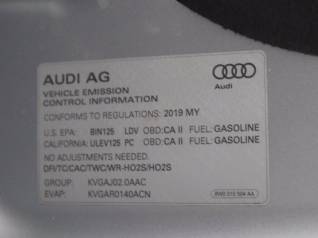 AUDI AG
Audi
VEHICLE EMISSION
CONTROL INFORMATION
CONFORMS TO REGULATIONS: 2019 MY
U.S. EPA: BIN125 LDV OBD:CA II FUEL: GASOLINE
CALIFORNIA: ULEV125 PC OBD:CA II FUEL: GASOLINE
NO ADJUSTMENTS NEEDED.
DFI/TC/CAC/TWC/WR-HO2S/HO2S
GROUP: KVGAJ02.0AAC
EVAP: KVGAR0140ACN